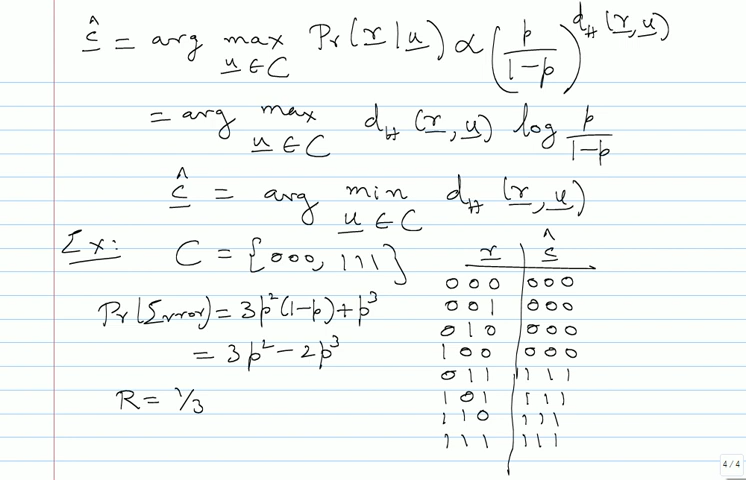 ĉ = arg max_{u ∈ C} Pr(r|u) ∝ (p/(1-p))^{d_H(r,u)}
= arg max_{u ∈ C} d_H(r,u) log p/(1-p)
ĉ = arg min_{u ∈ C} d_H(r,u)
Ex: C = {000, 111}
Pr(Error) = 3p²(1-p) + p³
= 3p² - 2p³
R = 1/3
r | ĉ
000 | 000
001 | 000
010 | 000
100 | 000
011 | 111
101 | 111
110 | 111
111 | 111
4/4